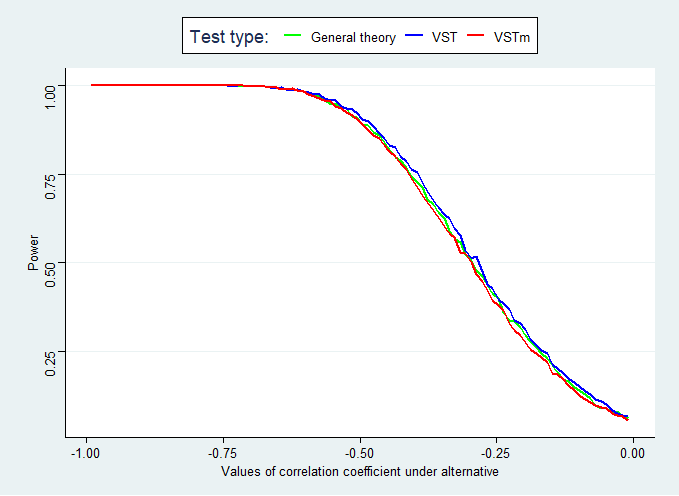 Test type: General theory VST VSTm
1.00
0.75
0.50
0.25
Power
-1.00 -0.75 -0.50 -0.25 0.00
Values of correlation coefficient under alternative